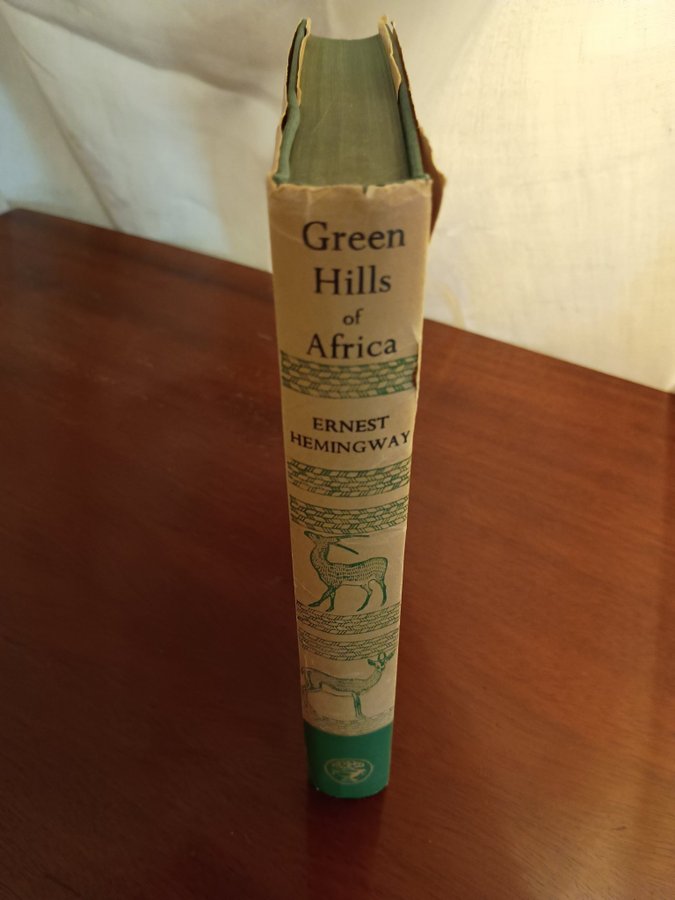 Green
Hills
of
Africa
ERNEST
HEMINGWAY